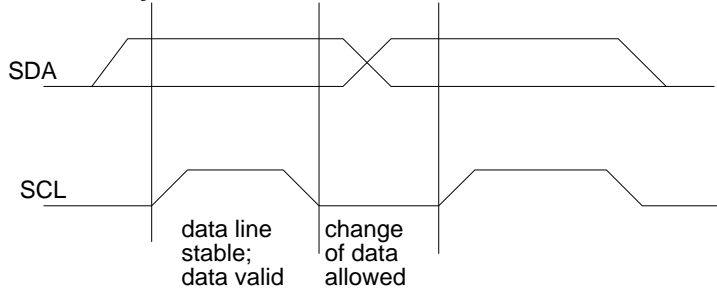 SDA
SCL
data line
stable;
data valid
change
of data
allowed